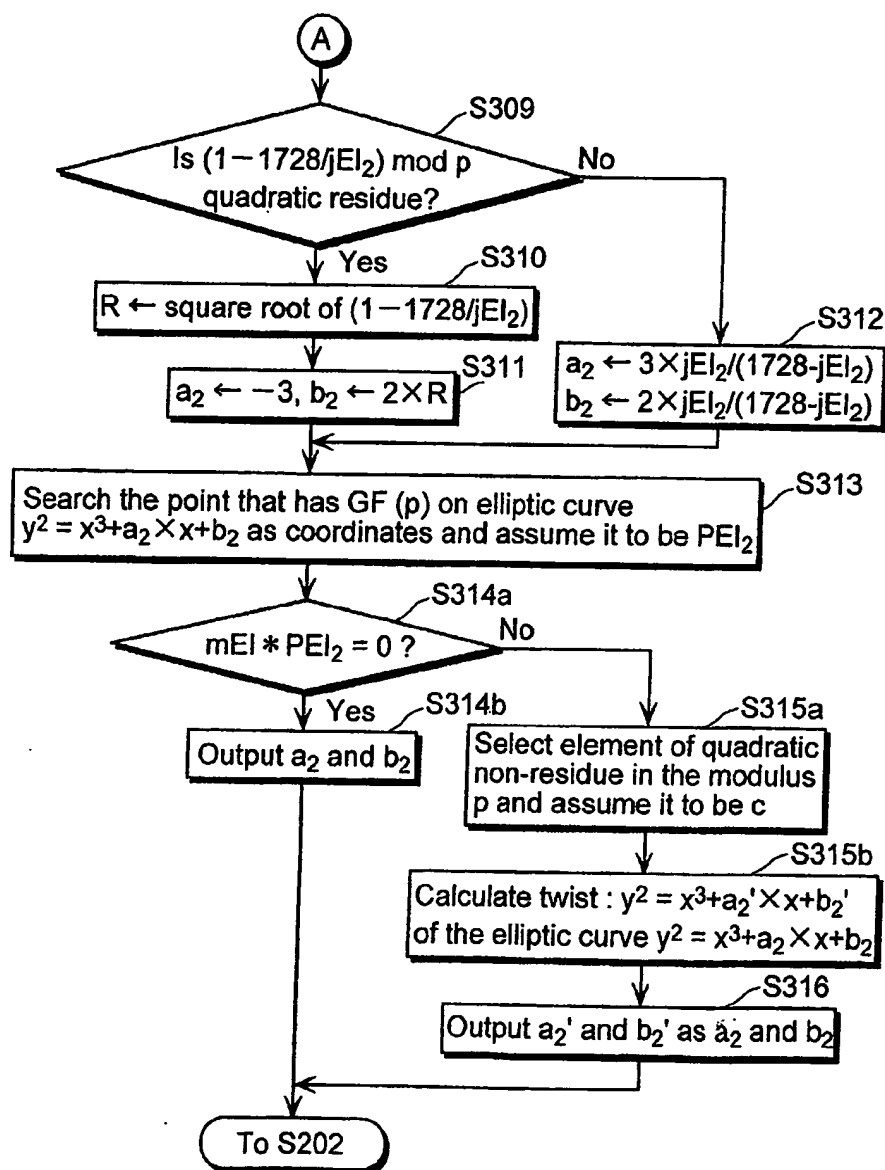 A
S309
Is (1−1728/jEI₂) mod p
quadratic residue?
No
Yes
S310
R ← square root of (1−1728/jEI₂)
S311
a₂ ← −3, b₂ ← 2×R
S312
a₂ ← 3×jEI₂/(1728-jEI₂)
b₂ ← 2×jEI₂/(1728-jEI₂)
S313
Search the point that has GF (p) on elliptic curve
y² = x³+a₂×x+b₂ as coordinates and assume it to be PEI₂
S314a
mEI * PEI₂ = 0 ?
No
Yes
S314b
Output a₂ and b₂
S315a
Select element of quadratic
non-residue in the modulus
p and assume it to be c
S315b
Calculate twist : y² = x³+a₂'×x+b₂'
of the elliptic curve y² = x³+a₂×x+b₂
S316
Output a₂' and b₂' as a₂ and b₂
To S202